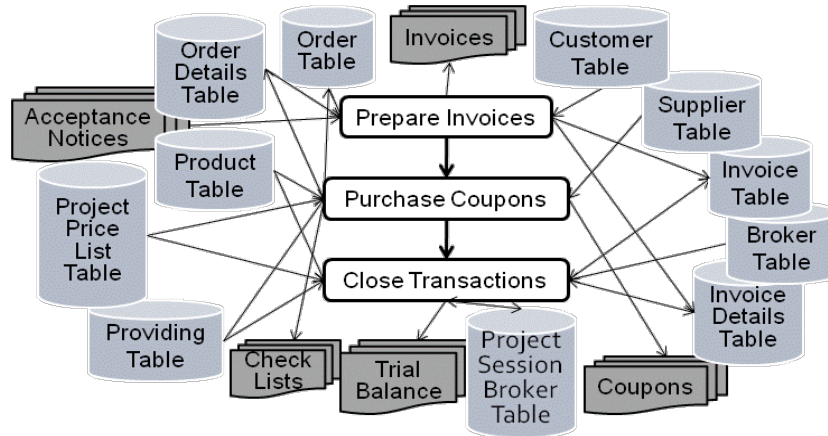 Order
Details
Table
Order
Table
Invoices
Customer
Table
Acceptance
Notices
Prepare Invoices
Supplier
Table
Product
Table
Invoice
Table
Project
Price
List
Table
Purchase Coupons
Broker
Table
Close Transactions
Invoice
Details
Table
Providing
Table
Check
Lists
Trial
Balance
Project
Session
Broker
Table
Coupons